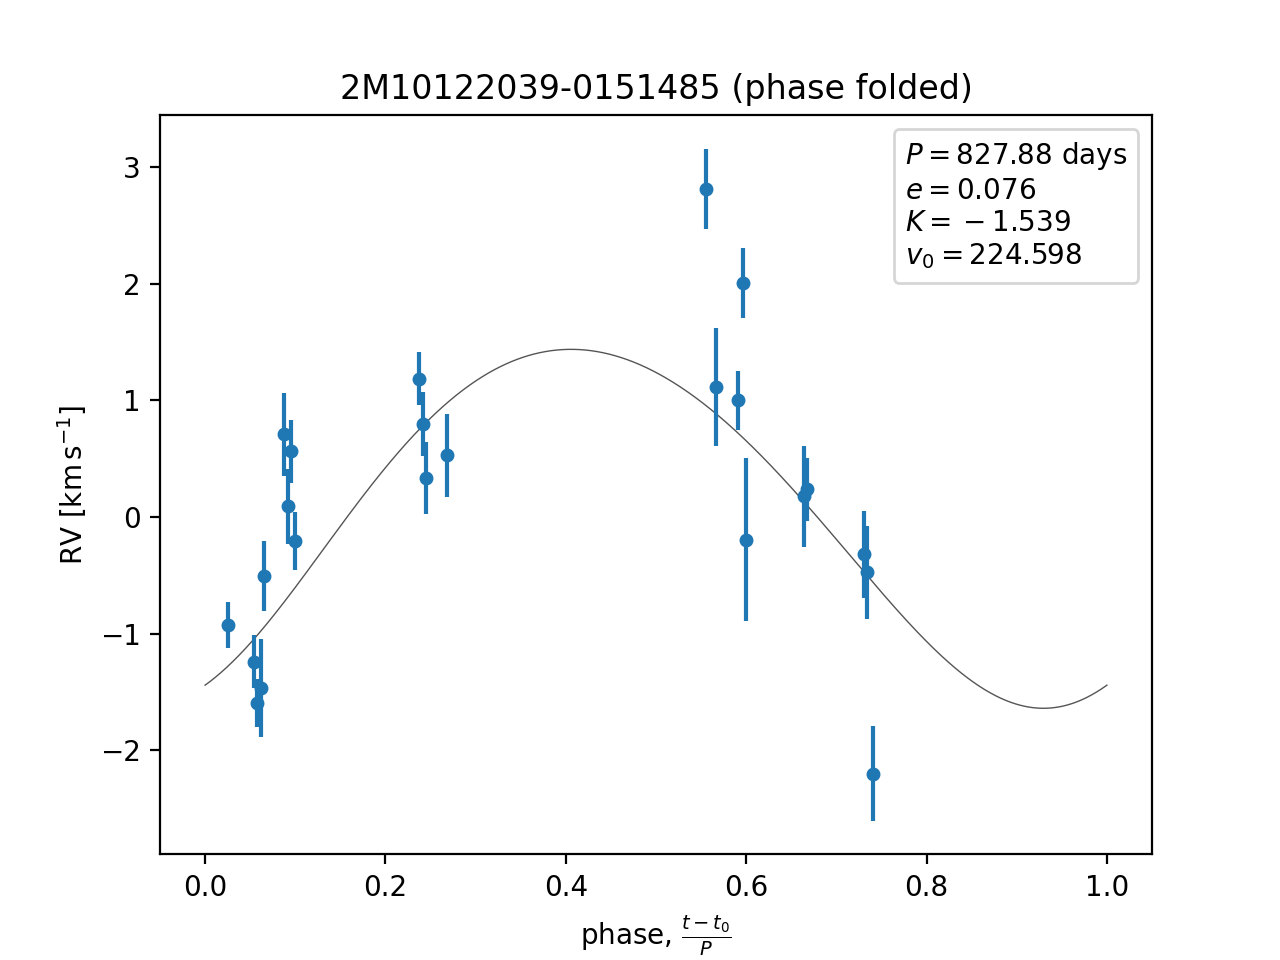 2M10122039-0151485 (phase folded)
P = 827.88 days
e = 0.076
K = −1.539
v₀ = 224.598
3
2
1
0
−1
−2
RV [km s⁻¹]
0.0 0.2 0.4 0.6 0.8 1.0
phase, (t − t₀)/P